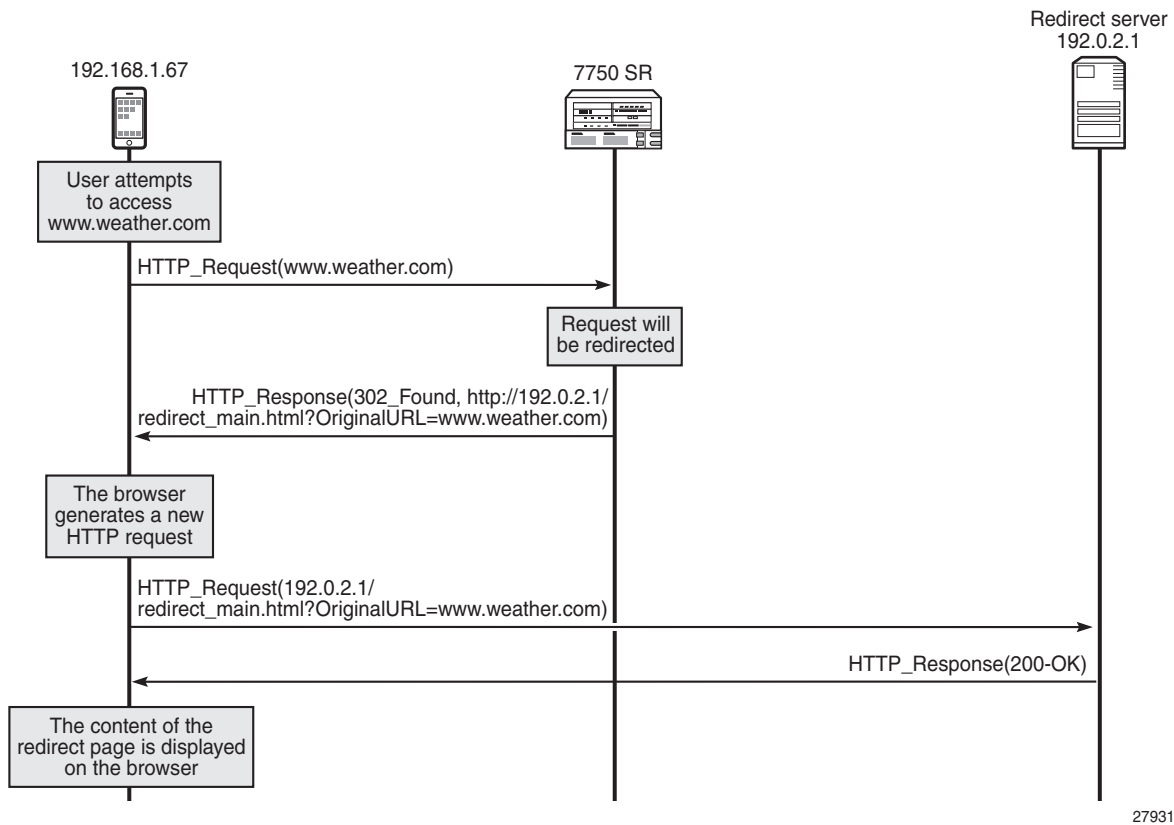 Redirect server
192.0.2.1
192.168.1.67
7750 SR
User attempts
to access
www.weather.com
HTTP_Request(www.weather.com)
Request will
be redirected
HTTP_Response(302_Found, http://192.0.2.1/
redirect_main.html?OriginalURL=www.weather.com)
The browser
generates a new
HTTP request
HTTP_Request(192.0.2.1/
redirect_main.html?OriginalURL=www.weather.com)
HTTP_Response(200-OK)
The content of the
redirect page is displayed
on the browser
27931